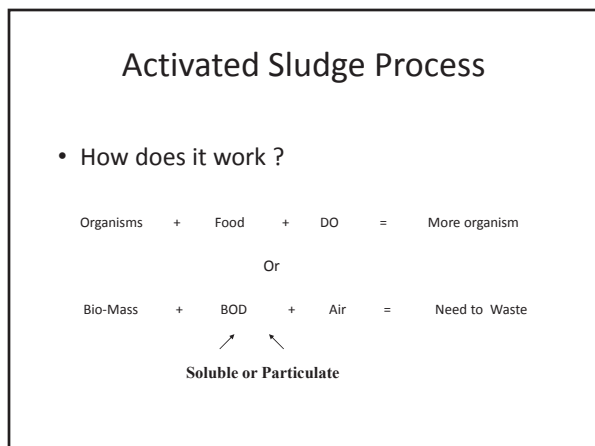 Activated Sludge Process
• How does it work ?
Organisms + Food + DO = More organism
Or
Bio-Mass + BOD + Air = Need to Waste
Soluble or Particulate